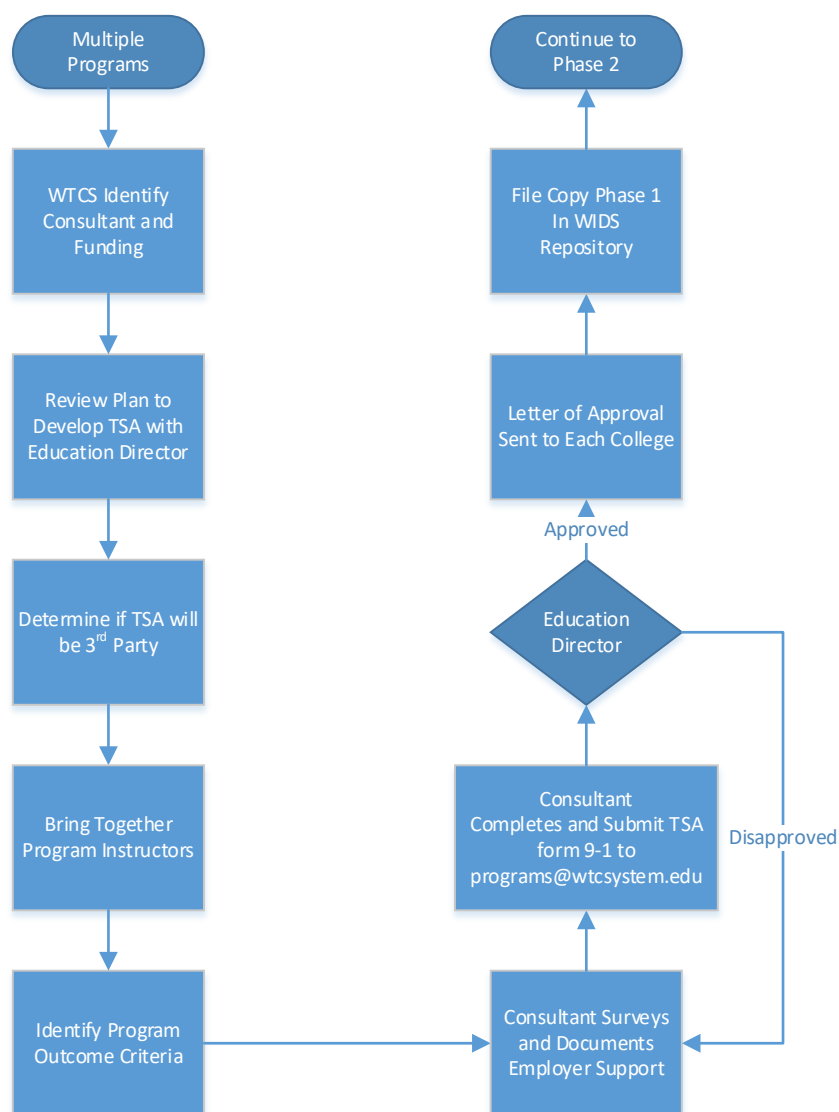 Multiple
Programs
WTCS Identify
Consultant and
Funding
Review Plan to
Develop TSA with
Education Director
Determine if TSA will
be 3rd Party
Bring Together
Program Instructors
Identify Program
Outcome Criteria
Consultant Surveys
and Documents
Employer Support
Consultant
Completes and Submit TSA
form 9-1 to
programs@wtcsystem.edu
Education
Director
Disapproved
Approved
Letter of Approval
Sent to Each College
File Copy Phase 1
In WIDS
Repository
Continue to
Phase 2